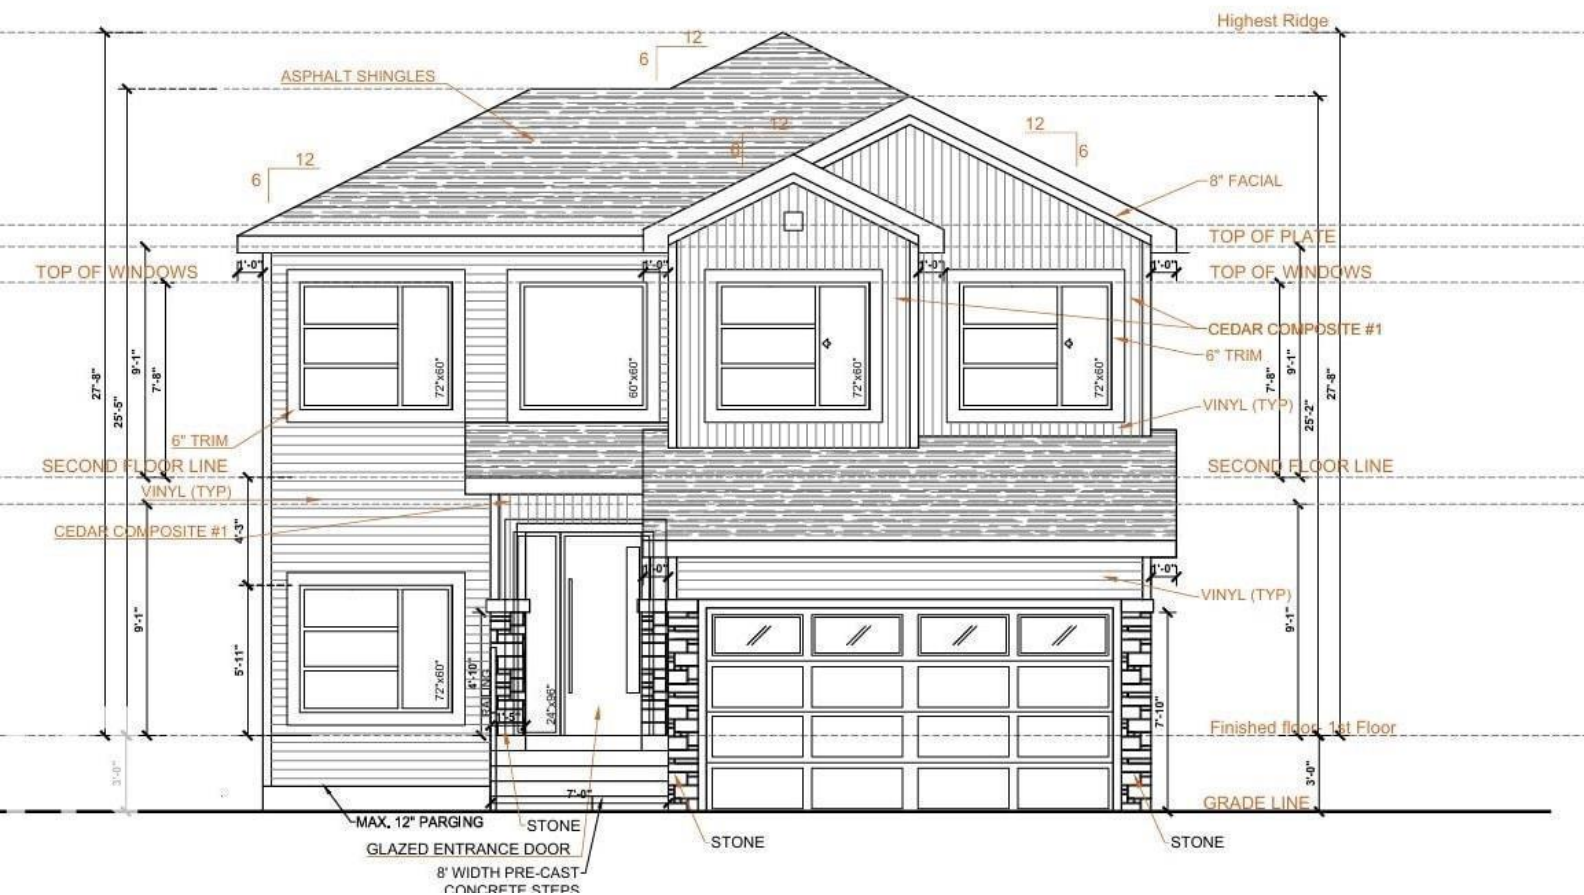 Highest Ridge
12
6
ASPHALT SHINGLES
12
6
12
6
12
6
8" FACIAL
TOP OF PLATE
TOP OF WINDOWS
1'-0"
1'-0"
1'-0"
1'-0"
TOP OF WINDOWS
CEDAR COMPOSITE #1
6" TRIM
27'-8"
25'-5"
9'-1"
7'-8"
72"x60"
60"x60"
72"x60"
72"x60"
7'-8"
9'-1"
25'-2"
27'-8"
VINYL (TYP)
6" TRIM
SECOND FLOOR LINE
SECOND FLOOR LINE
VINYL (TYP)
CEDAR COMPOSITE #1
4'-3"
1'-0"
1'-0"
VINYL (TYP)
9'-1"
5'-11"
72"x60"
4'-10"
RAILING
1'-5"
24"x96"
9'-1"
7'-10"
Finished floor- 1st Floor
3'-0"
3'-0"
7'-0"
GRADE LINE
MAX. 12" PARGING
STONE
GLAZED ENTRANCE DOOR
STONE
STONE
8' WIDTH PRE-CAST
CONCRETE STEPS